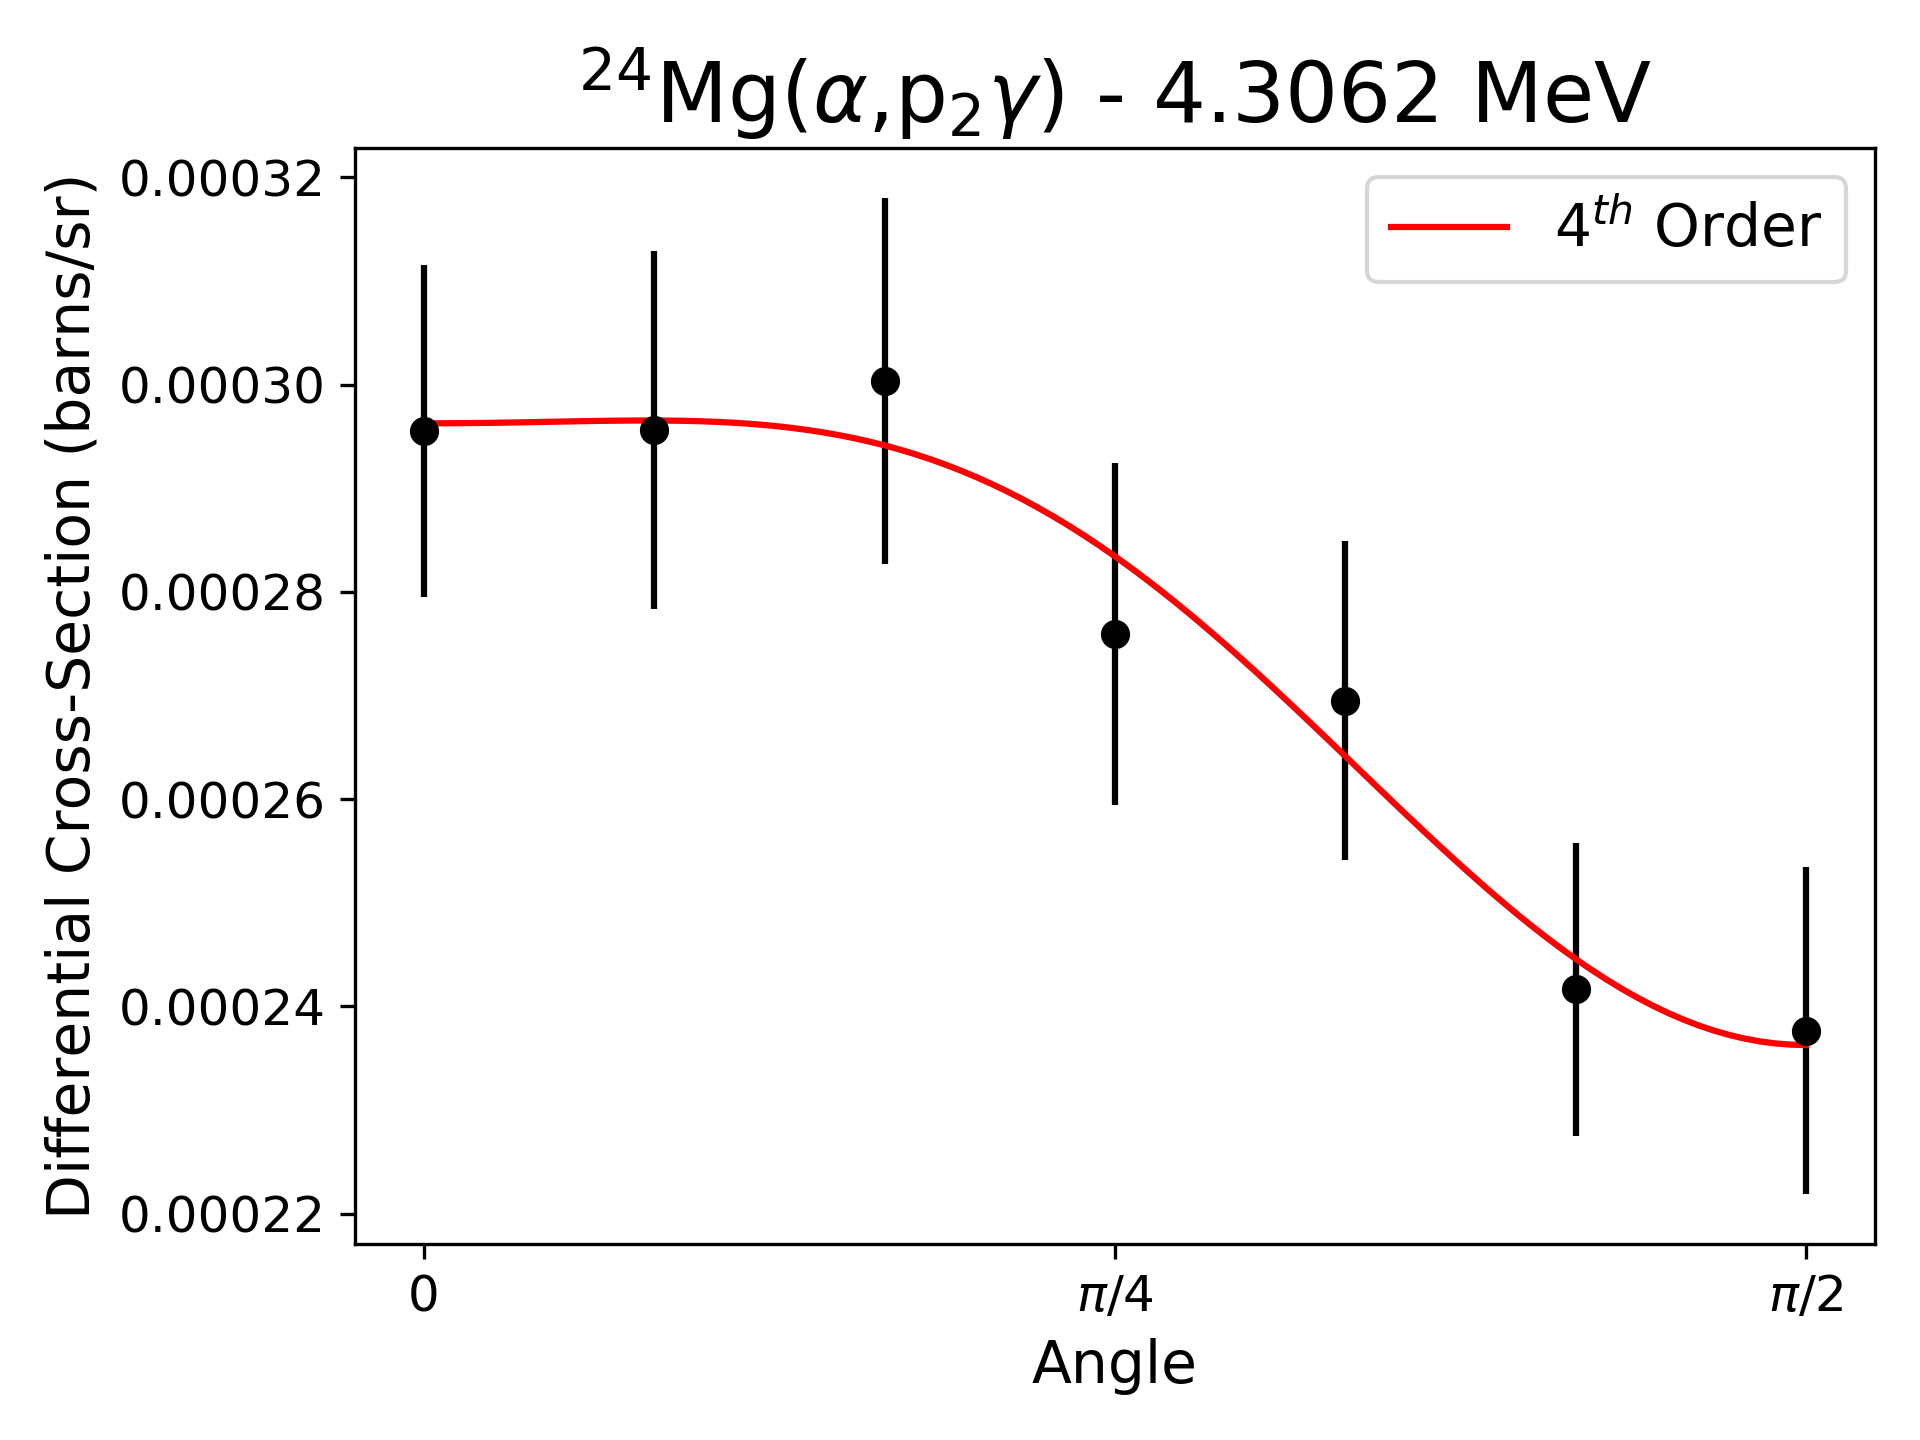 ²⁴Mg(α,p₂γ) - 4.3062 MeV
4ᵗʰ Order
Differential Cross-Section (barns/sr)
0.00032
0.00030
0.00028
0.00026
0.00024
0.00022
0 π/4 π/2
Angle